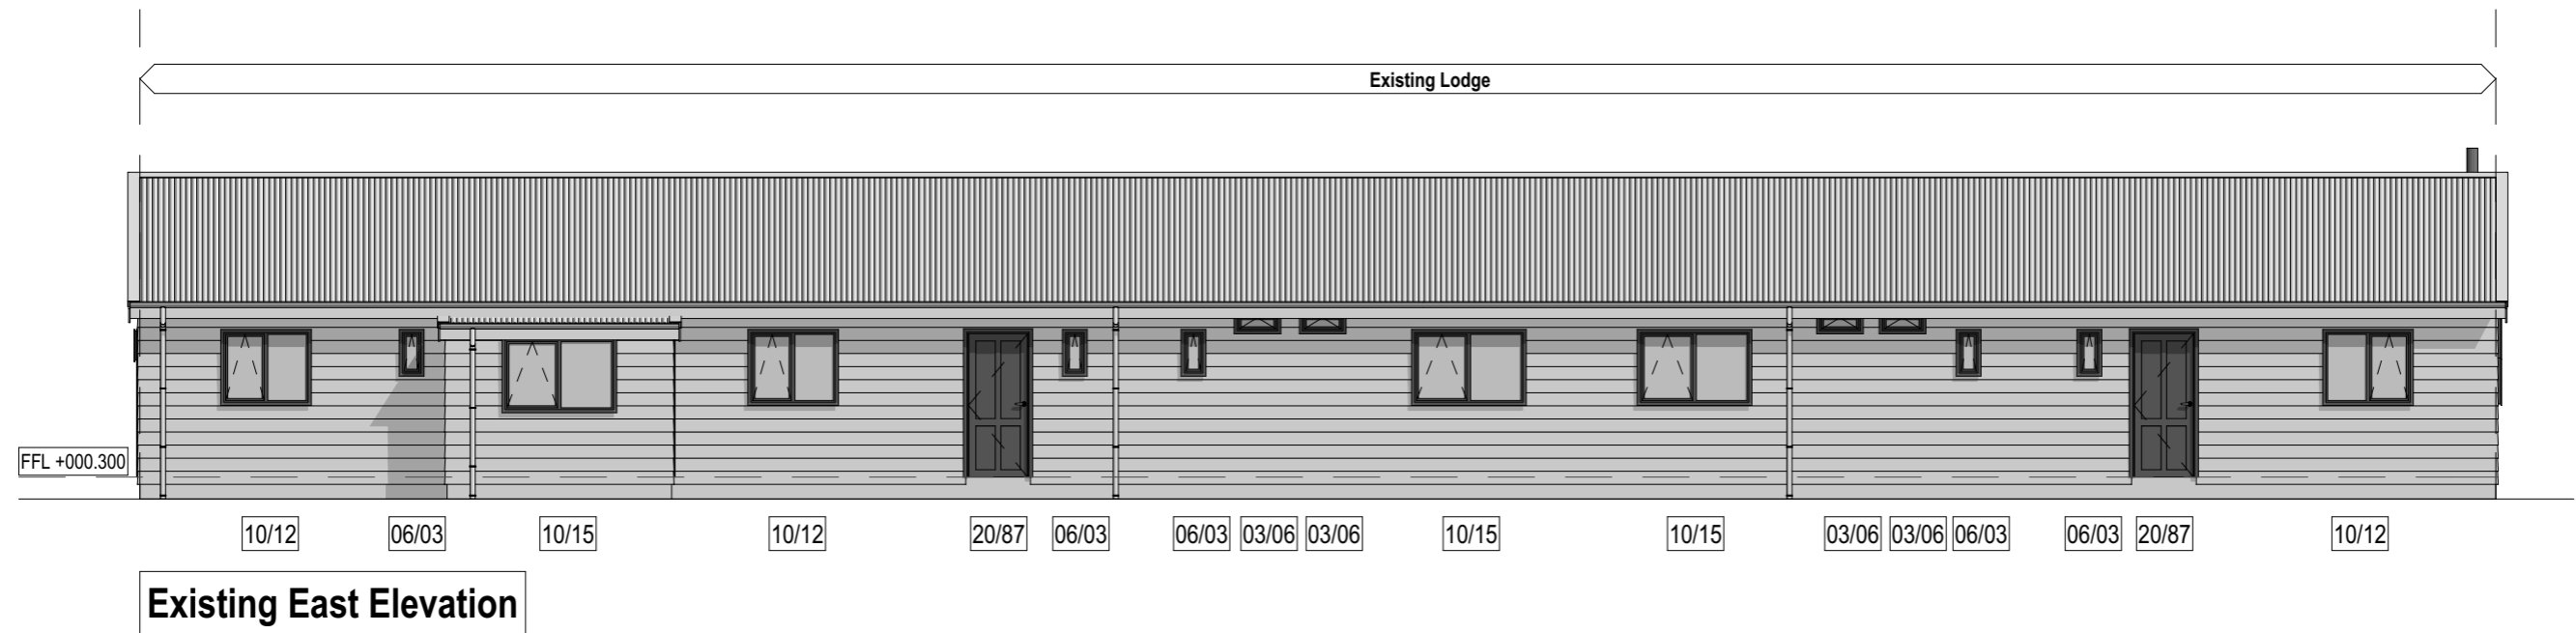 Existing Lodge
FFL +000.300
10/12 06/03 10/15 10/12 20/87 06/03 06/03 03/06 03/06 10/15 10/15 03/06 03/06 06/03 06/03 20/87 10/12
Existing East Elevation